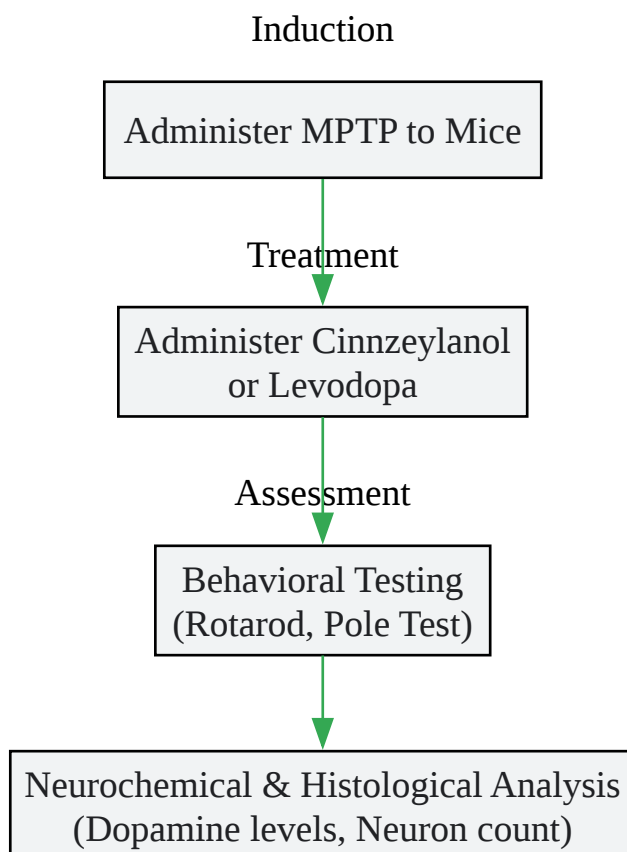 Induction
Administer MPTP to Mice
Treatment
Administer Cinnzeylanol
or Levodopa
Assessment
Behavioral Testing
(Rotarod, Pole Test)
Neurochemical & Histological Analysis
(Dopamine levels, Neuron count)